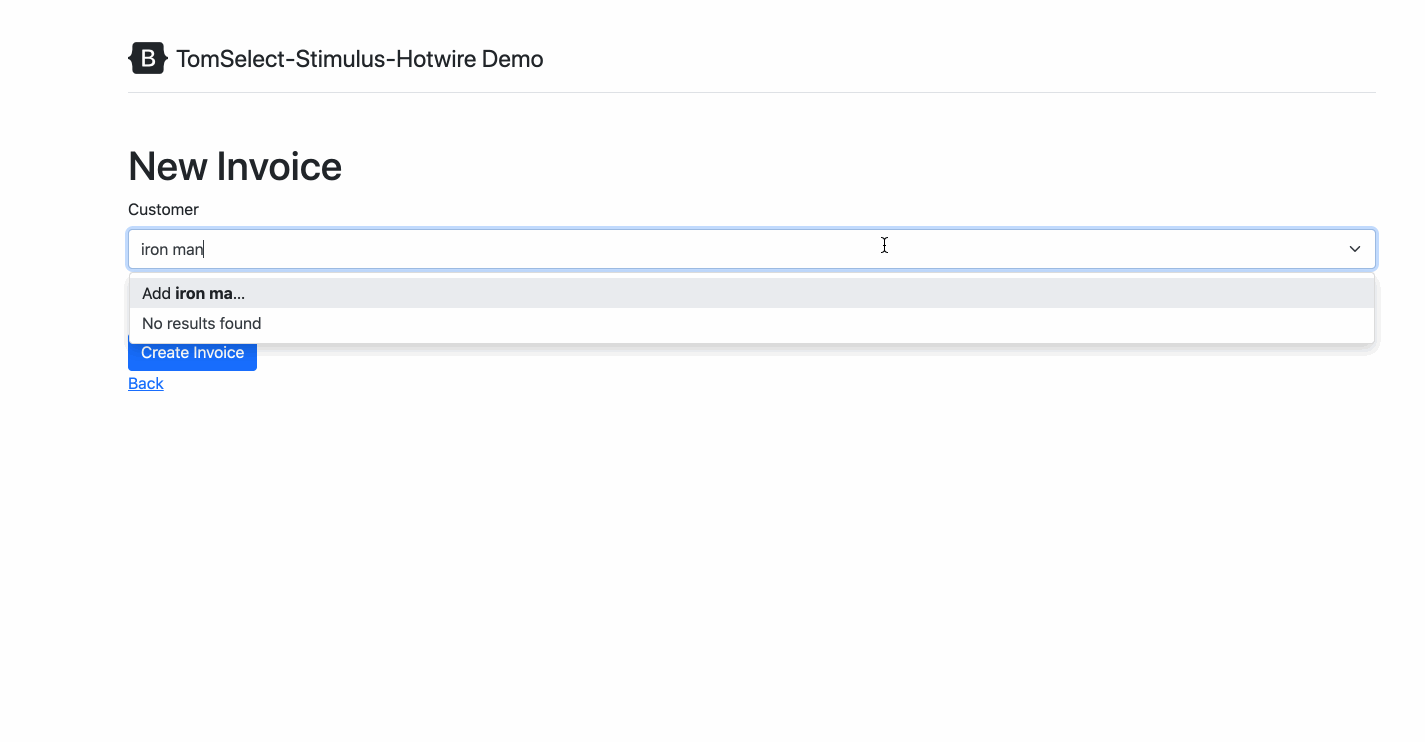 B TomSelect-Stimulus-Hotwire Demo
New Invoice
Customer
iron man
Add iron ma...
No results found
Create Invoice
Back